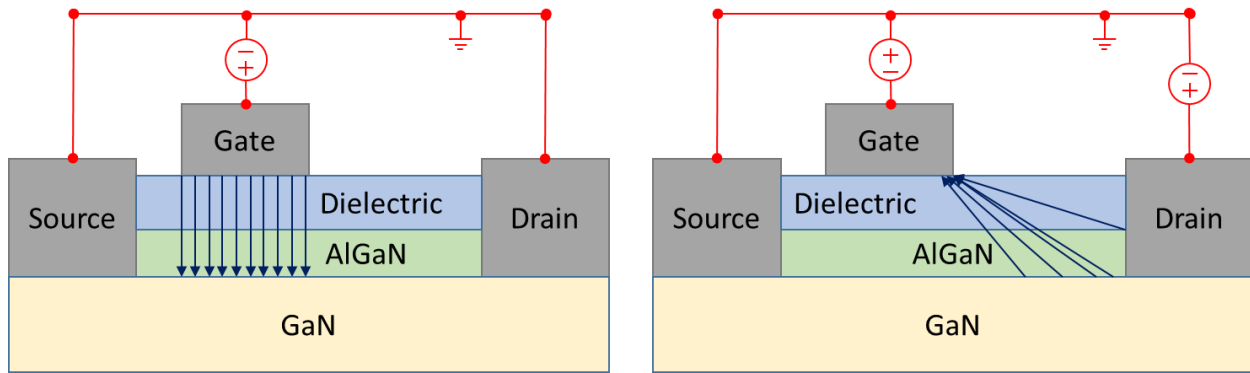 − +
Gate
Dielectric
Source
Drain
AlGaN
GaN
+ −
− +
Gate
Dielectric
Source
Drain
AlGaN
GaN